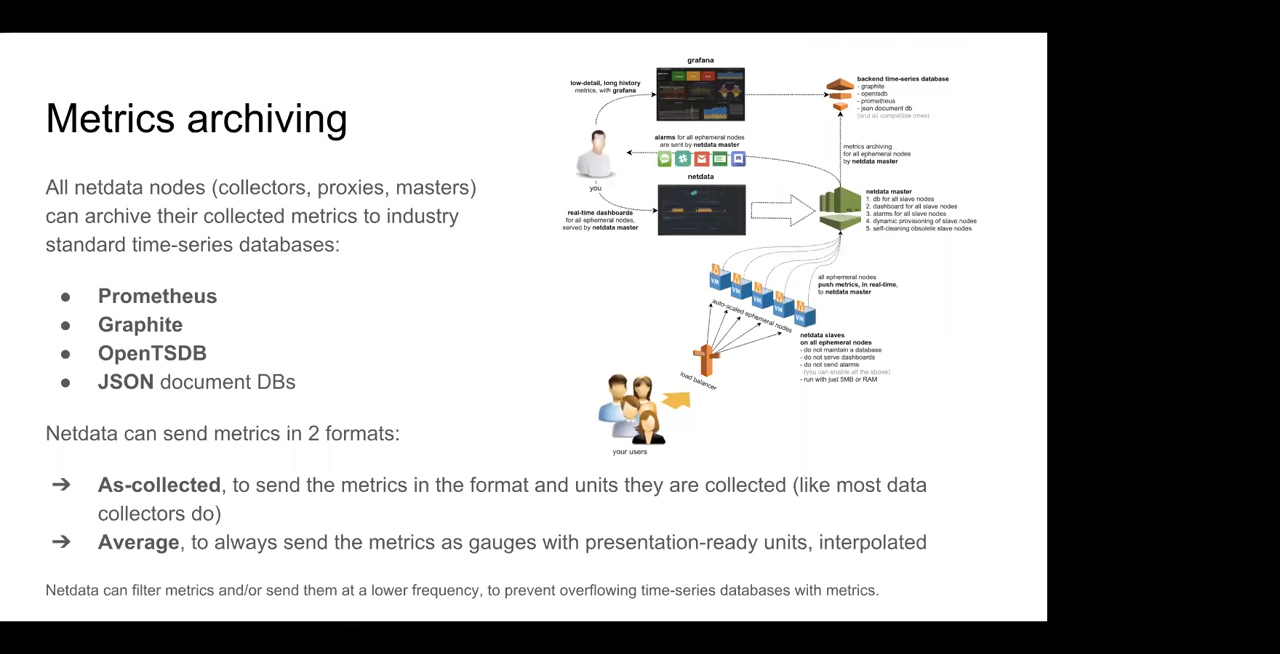 Metrics archiving
All netdata nodes (collectors, proxies, masters)
can archive their collected metrics to industry
standard time-series databases:
● Prometheus
● Graphite
● OpenTSDB
● JSON document DBs
Netdata can send metrics in 2 formats:
➔ As-collected, to send the metrics in the format and units they are collected (like most data
collectors do)
➔ Average, to always send the metrics as gauges with presentation-ready units, interpolated
Netdata can filter metrics and/or send them at a lower frequency, to prevent overflowing time-series databases with metrics.
grafana
low-detail, long history
metrics, with grafana
backend time-series database
- graphite
- opentsdb
- prometheus
- json document db
(and all compatible ones)
alarms for all ephemeral nodes
are sent by netdata master
metrics archiving
for all ephemeral nodes
by netdata master
you
netdata
real-time dashboards
for all ephemeral nodes,
served by netdata master
netdata master
1. db for all slave nodes
2. dashboard for all slave nodes
3. alarms for all slave nodes
4. dynamic provisioning of slave nodes
5. self-cleaning obsolete slave nodes
all ephemeral nodes
push metrics, in real-time,
to netdata master
VM
VM
VM
VM
VM
auto-scaled ephemeral nodes
netdata slaves
on all ephemeral nodes
- do not maintain a database
- do not serve dashboards
- do not send alarms
(you can enable all the above)
- run with just 5MB or RAM
load balancer
your users